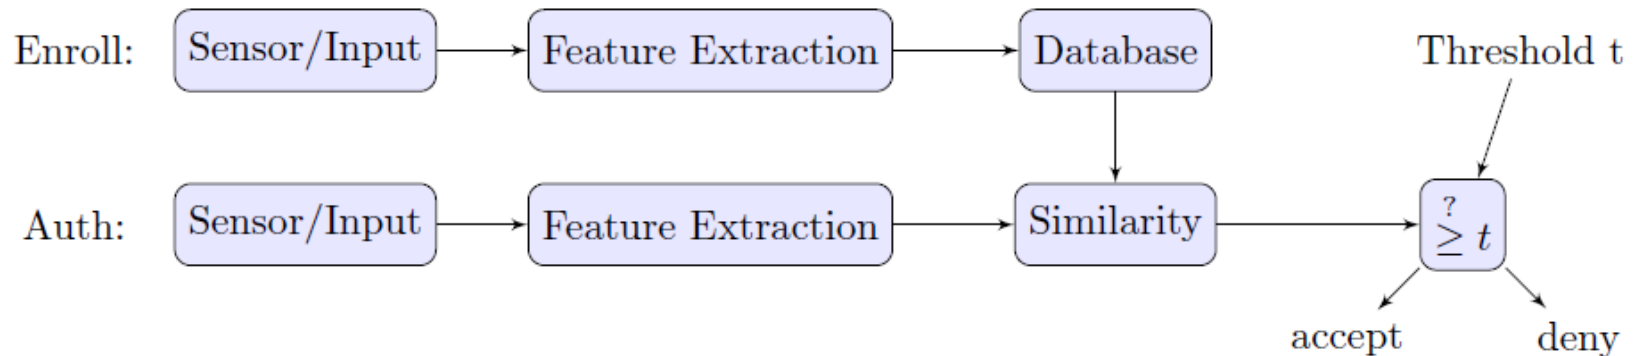 Enroll: Sensor/Input Feature Extraction Database Threshold t
Auth: Sensor/Input Feature Extraction Similarity ?
≥ t
accept deny